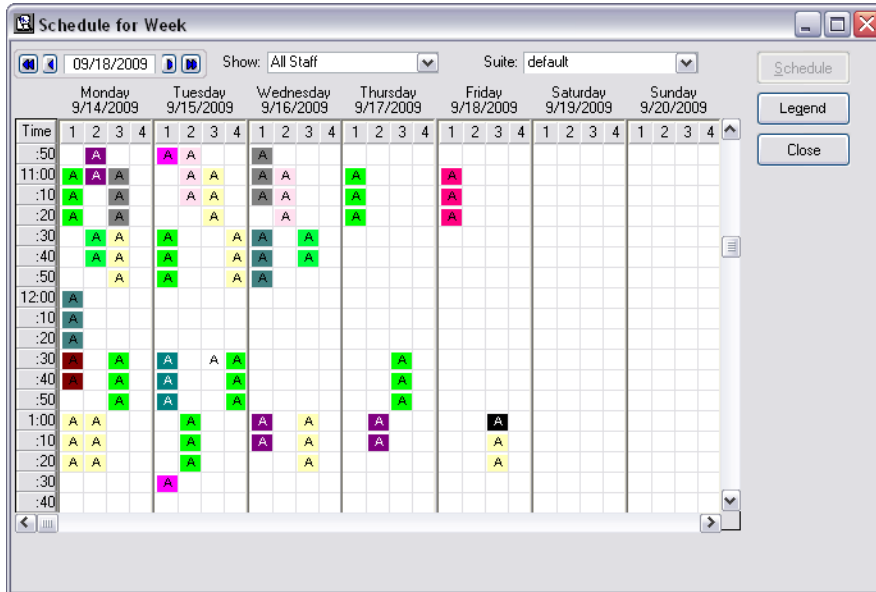 Schedule for Week
09/18/2009 Show: All Staff Suite: default Schedule
Monday Tuesday Wednesday Thursday Friday Saturday Sunday
9/14/2009 9/15/2009 9/16/2009 9/17/2009 9/18/2009 9/19/2009 9/20/2009
Legend
Time 1 2 3 4 1 2 3 4 1 2 3 4 1 2 3 4 1 2 3 4 1 2 3 4 1 2 3 4
Close
:50 A A A A
11:00 A A A A A A A A A
:10 A A A A A A A A
:20 A A A A A A
:30 A A A A A A
:40 A A A A A A
:50 A A A A
12:00 A
:10 A
:20 A
:30 A A A A A A
:40 A A A A A
:50 A A A A
1:00 A A A A A A A
:10 A A A A A A A
:20 A A A A A
:30 A
:40